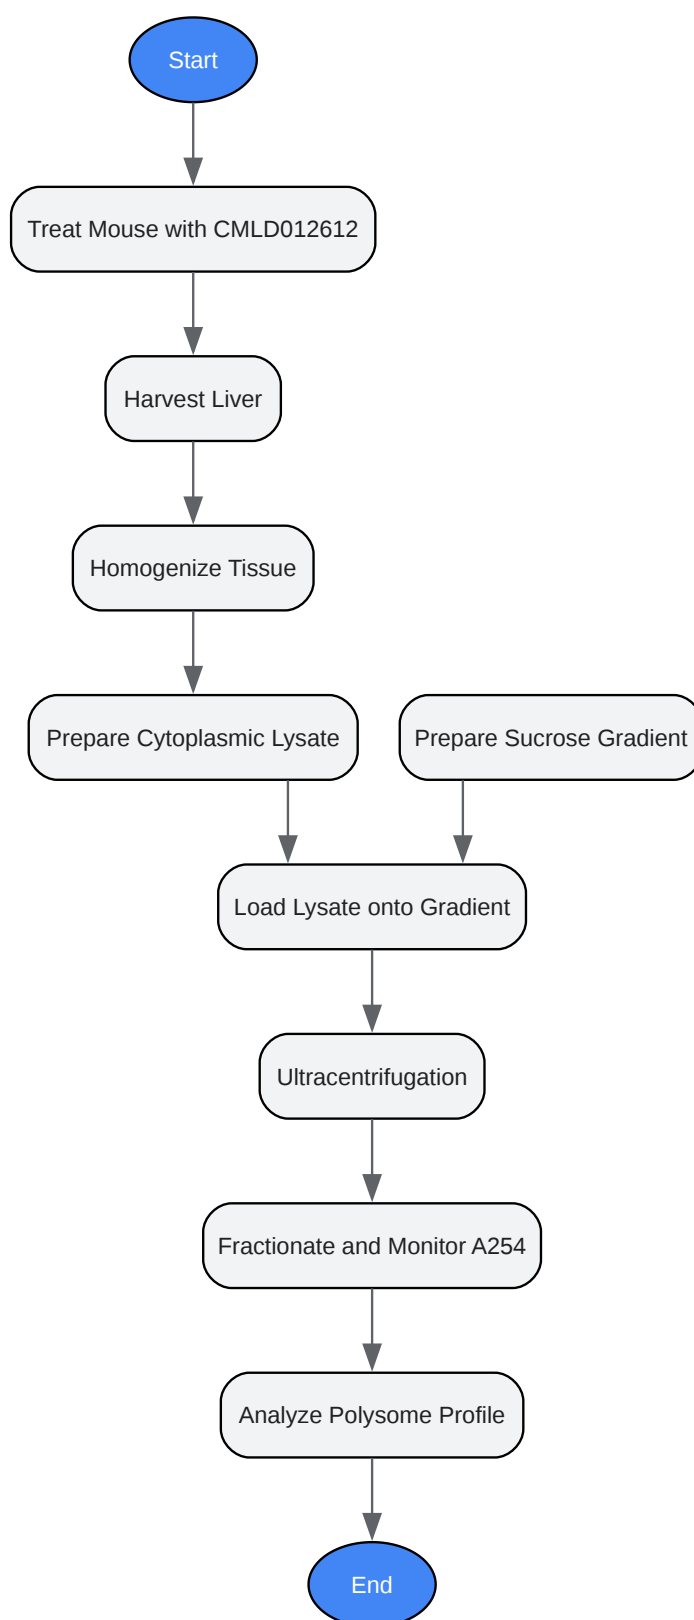 Start
Treat Mouse with CMLD012612
Harvest Liver
Homogenize Tissue
Prepare Cytoplasmic Lysate
Prepare Sucrose Gradient
Load Lysate onto Gradient
Ultracentrifugation
Fractionate and Monitor A254
Analyze Polysome Profile
End